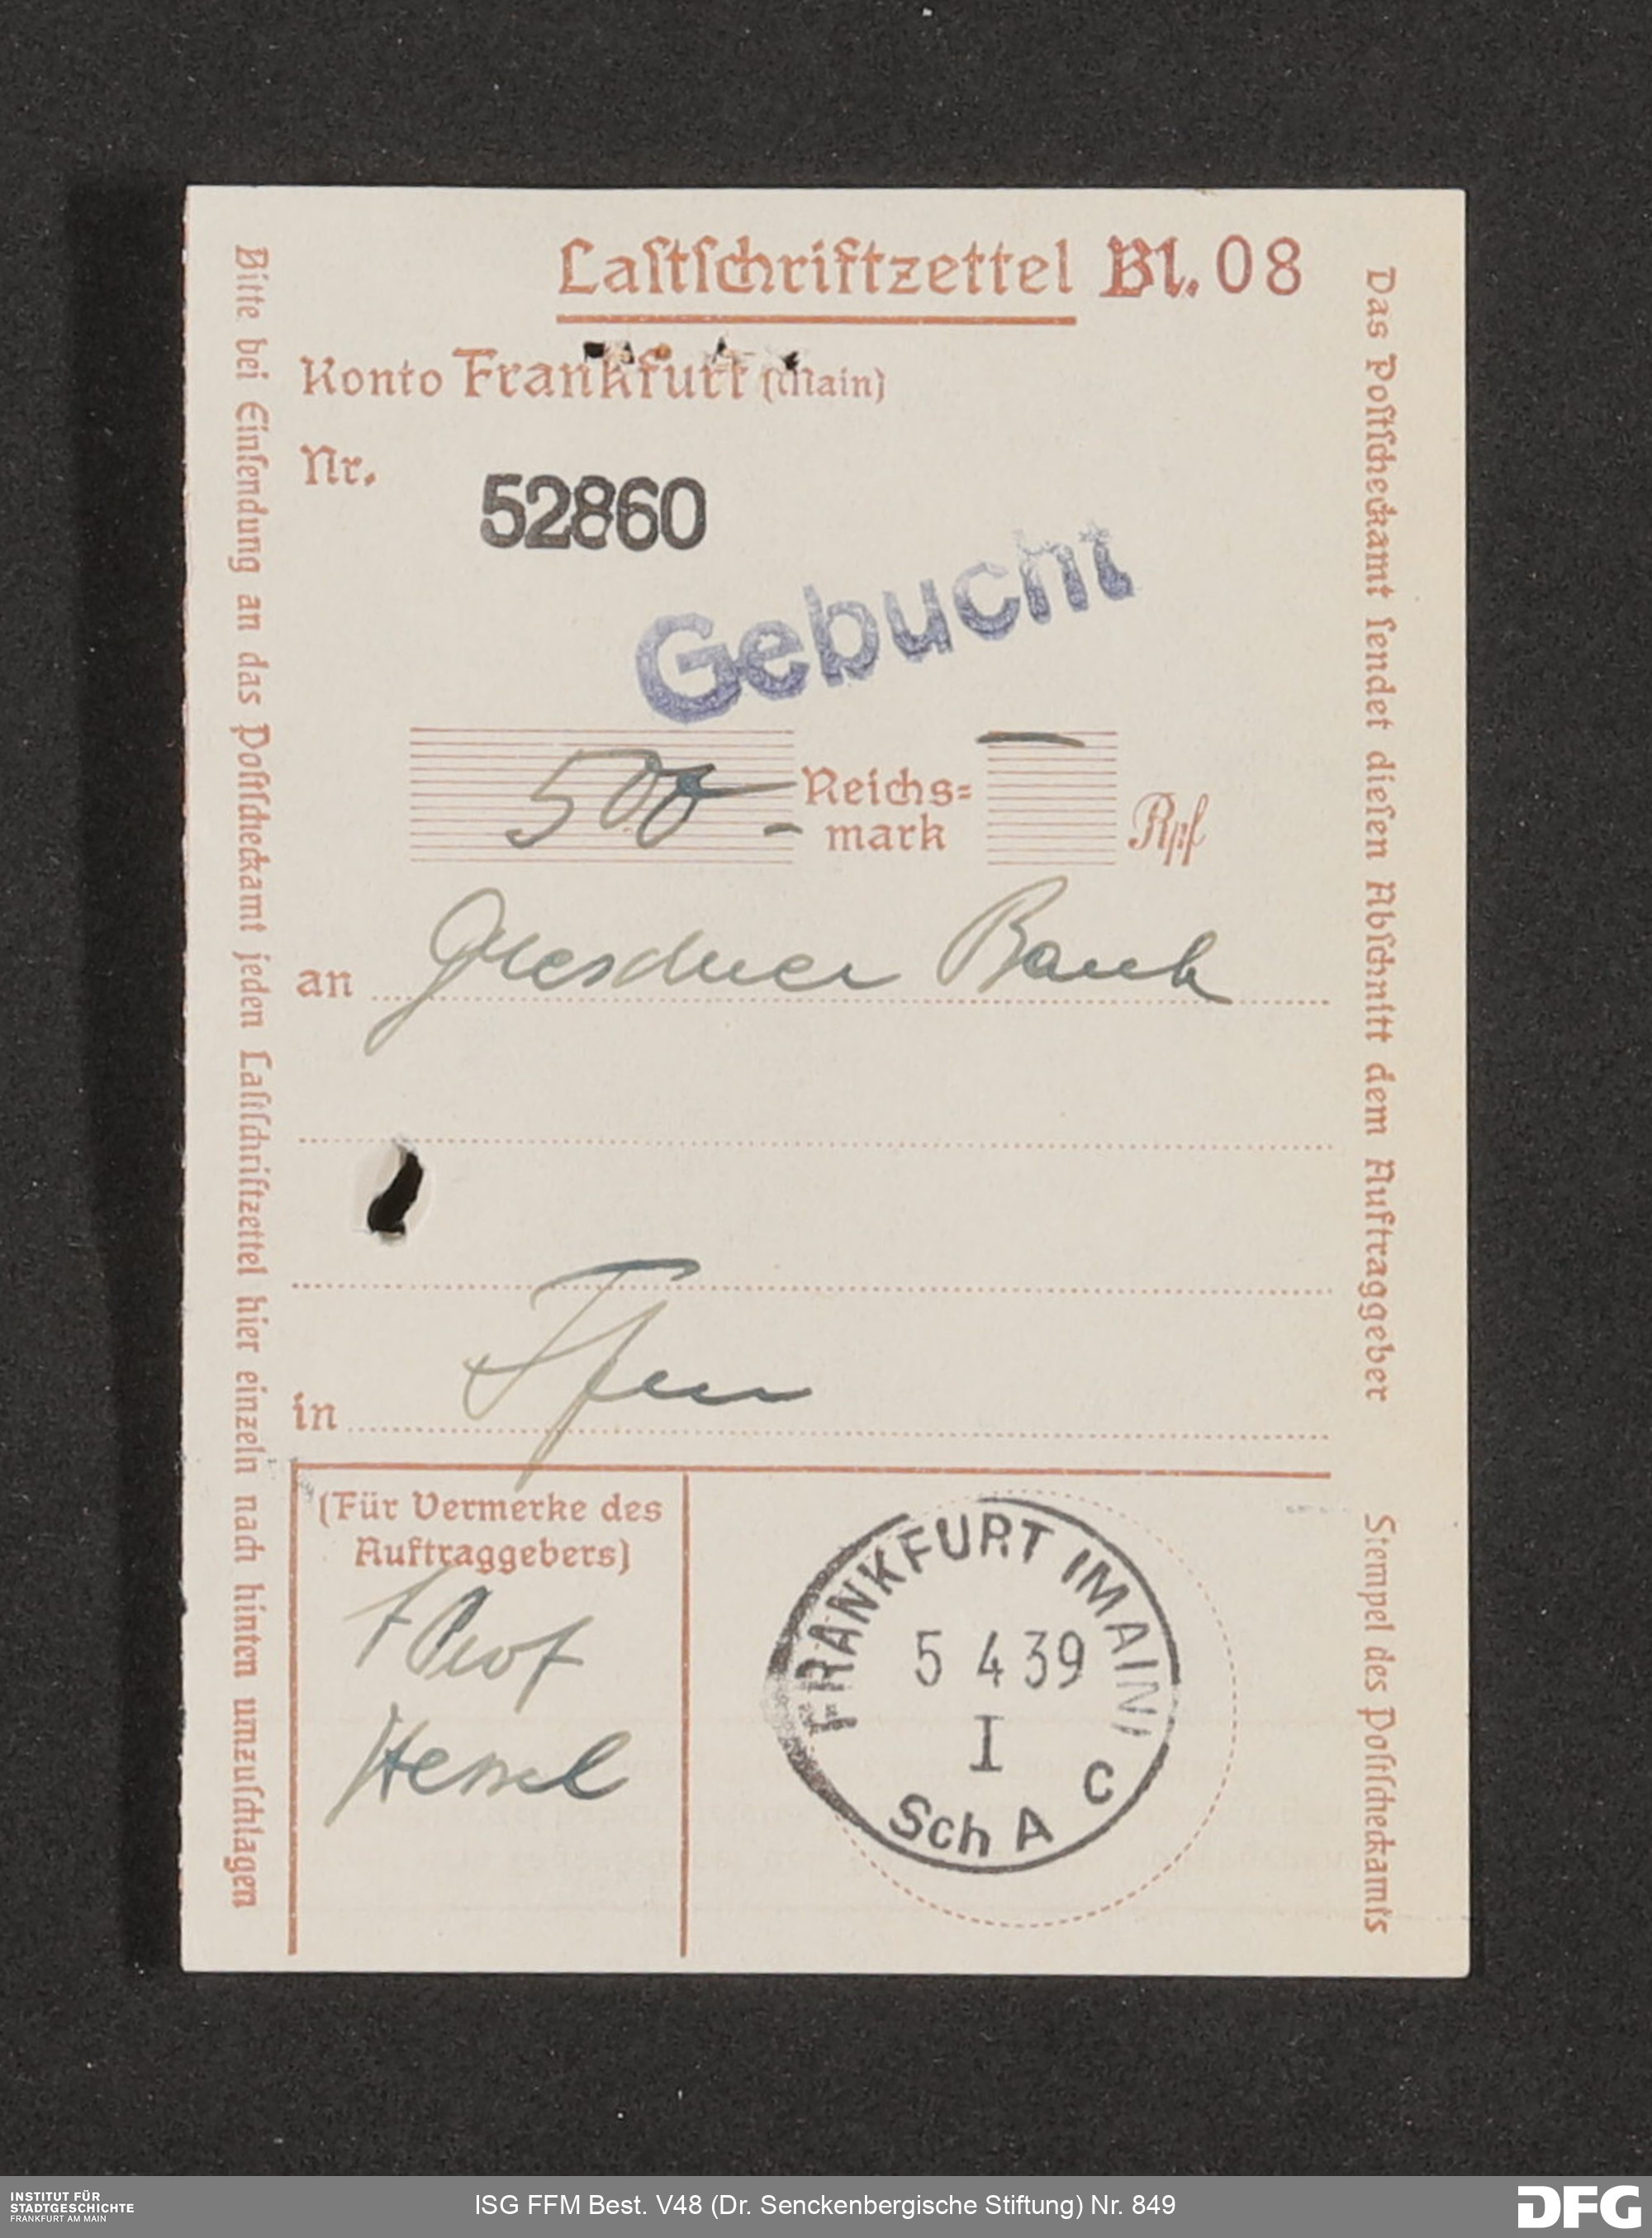 Lastschriftzettel Bl. 08
Konto Frankfurt (Main)
Nr.
52860
Gebucht
500 - Reichs=
mark — Rpf
an Dresdner Bank
in Ffm
(Für Vermerke des
Auftraggebers)
f Prof
Hessel
FRANKFURT (MAIN)
5 4 39
I
Sch A c
Bitte bei Einsendung an das Postscheckamt jeden Lastschriftzettel hier einzeln nach hinten umzuschlagen
Das Postscheckamt sendet diesen Abschnitt dem Auftraggeber
Stempel des Postscheckamts
INSTITUT FÜR
STADTGESCHICHTE
FRANKFURT AM MAIN
ISG FFM Best. V48 (Dr. Senckenbergische Stiftung) Nr. 849
DFG